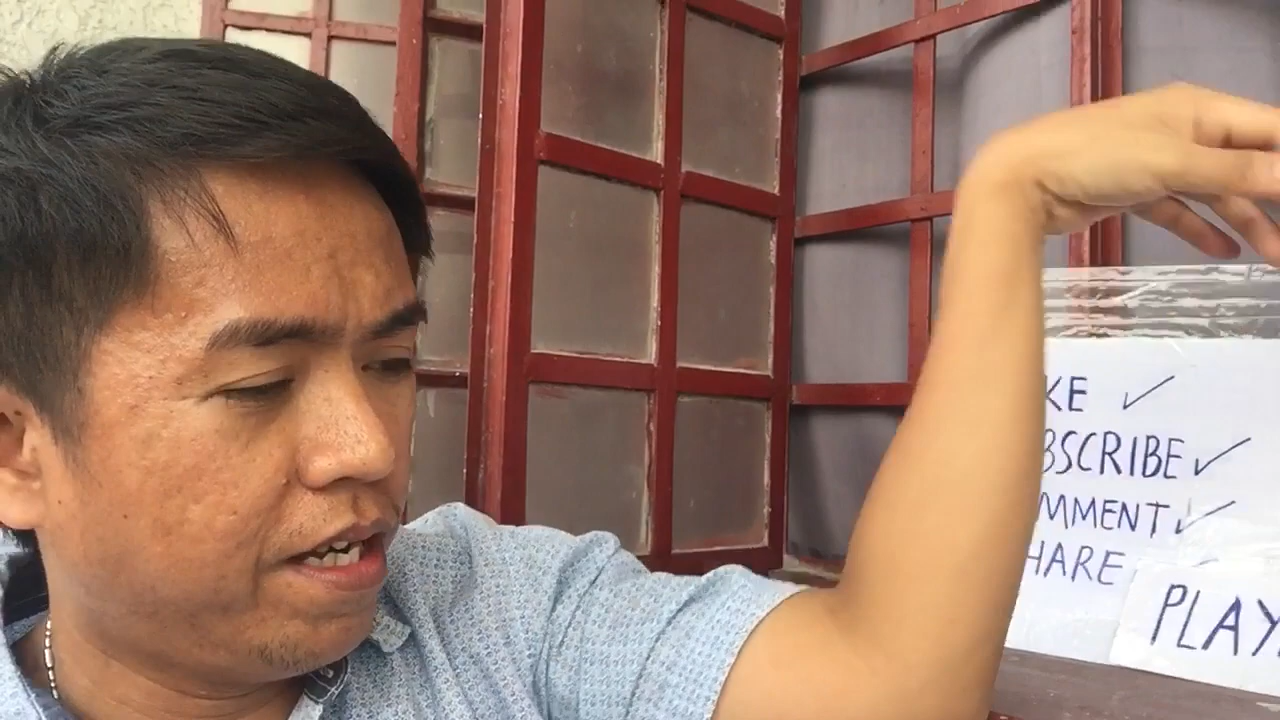 KE ✓
BSCRIBE ✓
MMENT ✓
HARE
PLAY